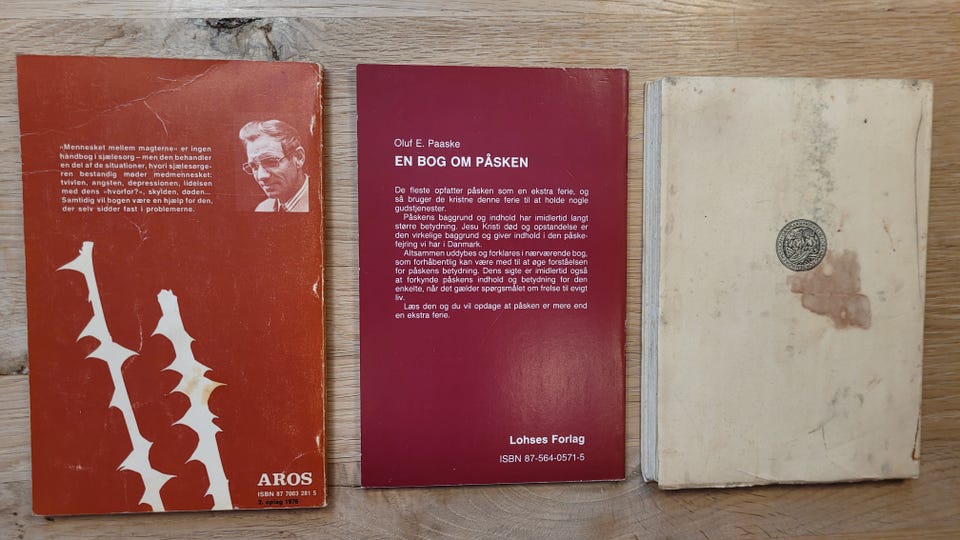 »Mennesket mellem magterne« er ingen
håndbog i sjælesorg – men den behandler
en del af de situationer, hvori sjælesørge-
ren bestandig møder medmennesket:
tvivlen, angsten, depressionen, lidelsen
med dens »hvorfor?«, skylden, døden...
Samtidig vil bogen være en hjælp for den,
der selv sidder fast i problemerne.
AROS
ISBN 87 7003 281 5
2. oplag 1976
Oluf E. Paaske
EN BOG OM PÅSKEN
De fleste opfatter påsken som en ekstra ferie, og
så bruger de kristne denne ferie til at holde nogle
gudstjenester.
Påskens baggrund og indhold har imidlertid langt
større betydning. Jesu Kristi død og opstandelse er
den virkelige baggrund og giver indhold i den påske-
fejring vi har i Danmark.
Altsammen uddybes og forklares i nærværende bog,
som forhåbentlig kan være med til at øge forståelsen
for påskens betydning. Dens sigte er imidlertid også
at forkynde påskens indhold og betydning for den
enkelte, når det gælder spørgsmålet om frelse til evigt
liv.
Læs den og du vil opdage at påsken er mere end
en ekstra ferie.
Lohses Forlag
ISBN 87-564-0571-5